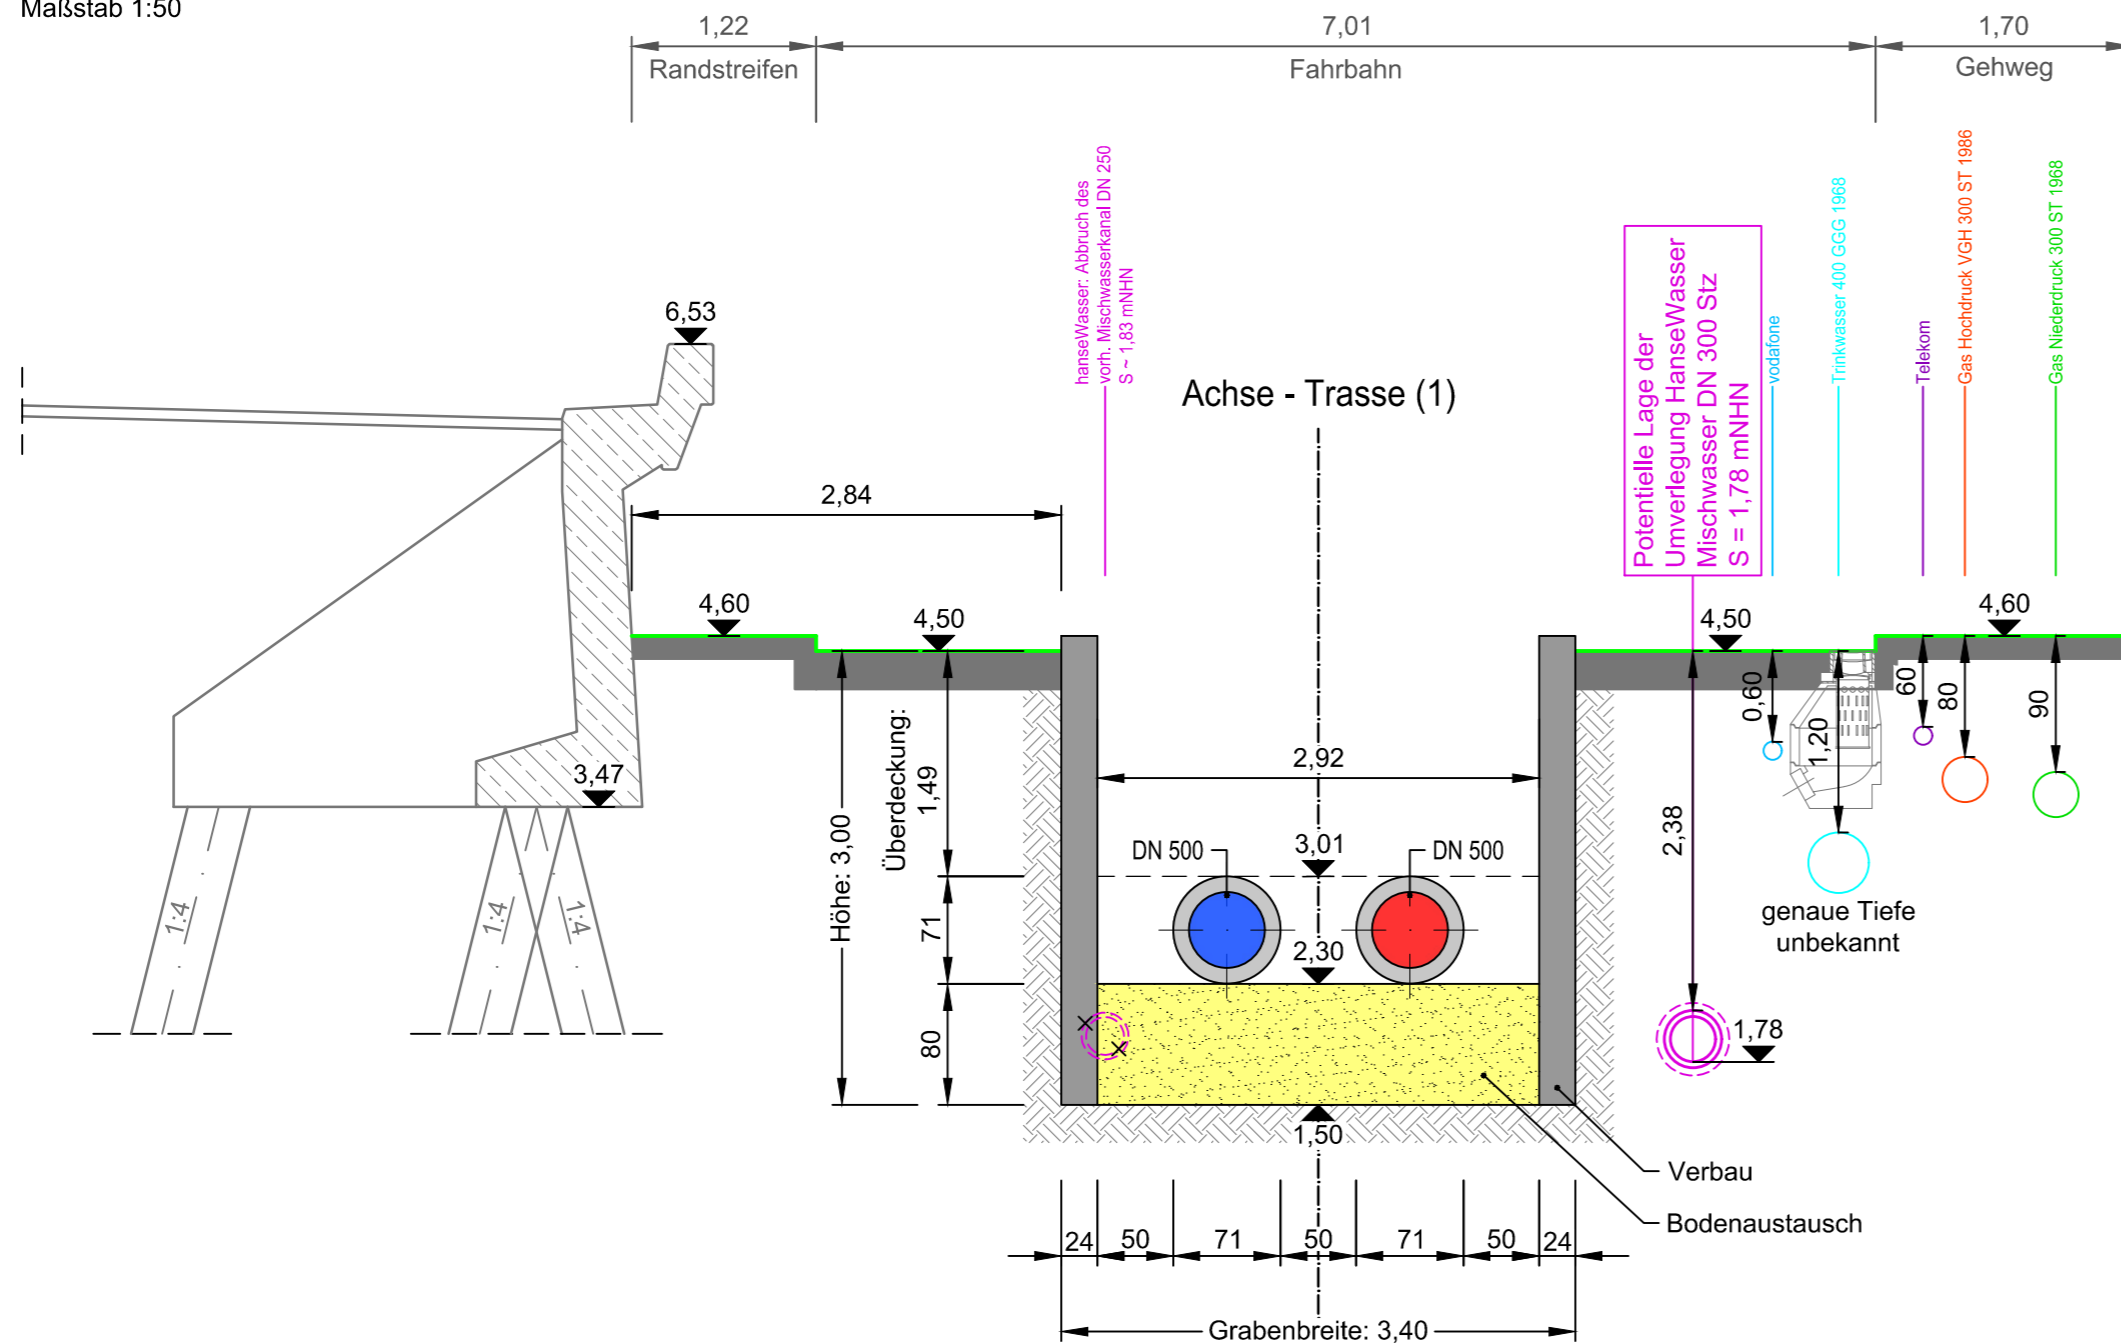 Maßstab 1:50
1,22
7,01
1,70
Randstreifen
Fahrbahn
Gehweg
hanseWasser: Abbruch des
vorh. Mischwasserkanal DN 250
S ~ 1,83 mNHN
Potentielle Lage der
Umverlegung HanseWasser
Mischwasser DN 300 Stz
S = 1,78 mNHN
vodafone
Trinkwasser 400 GGG 1968
Telekom
Gas Hochdruck VGH 300 ST 1986
Gas Niederdruck 300 ST 1968
6,53
Achse - Trasse (1)
2,84
4,60
4,50
4,50
4,60
3,47
Höhe: 3,00
Überdeckung:
1,49
71
80
2,92
DN 500
3,01
DN 500
2,30
1,50
2,38
0,60
1,20
60
80
90
genaue Tiefe
unbekannt
1,78
1:4
1:4
1:4
Verbau
Bodenaustausch
24
50
71
50
71
50
24
Grabenbreite: 3,40